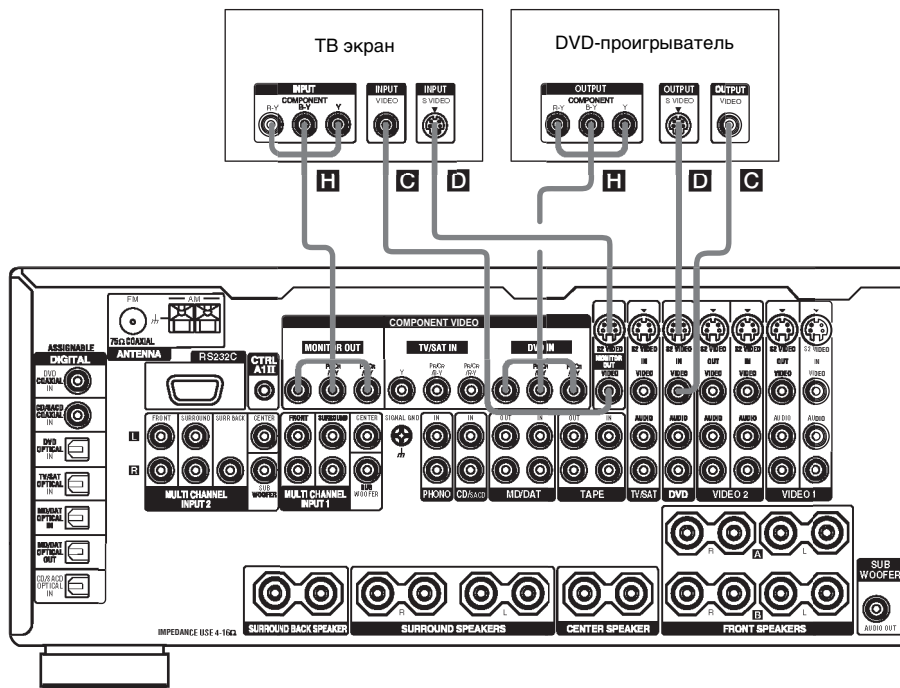 ТВ экран
DVD-проигрыватель
INPUT
COMPONENT
R-Y B-Y Y
INPUT
VIDEO
INPUT
S VIDEO
OUTPUT
COMPONENT
R-Y B-Y Y
OUTPUT
S VIDEO
OUTPUT
VIDEO
H C D H D C
FM
AM
75Ω COAXIAL
ANTENNA
RS232C
CTRL
A1II
COMPONENT VIDEO
MONITOR OUT
TV/SAT IN
DVD IN
Y PB/CB/B-Y PR/CR/R-Y
S2 VIDEO S2 VIDEO S2 VIDEO S2 VIDEO S2 VIDEO S2 VIDEO S2 VIDEO
MONITOR
OUT
IN IN OUT IN OUT IN
VIDEO VIDEO VIDEO VIDEO VIDEO VIDEO VIDEO
AUDIO AUDIO AUDIO AUDIO AUDIO AUDIO
ASSIGNABLE
DIGITAL
DVD
COAXIAL
IN
CD/SACD
COAXIAL
IN
DVD
OPTICAL
IN
TV/SAT
OPTICAL
IN
MD/DAT
OPTICAL
IN
MD/DAT
OPTICAL
OUT
CD/SACD
OPTICAL
IN
L
R
FRONT SURROUND SURR BACK CENTER
SUB
WOOFER
MULTI CHANNEL
INPUT 2
FRONT SURROUND CENTER
SUB
WOOFER
MULTI CHANNEL
INPUT 1
SIGNAL GND
IN IN OUT IN OUT IN
PHONO CD/SACD MD/DAT TAPE TV/SAT DVD VIDEO 2 VIDEO 1
R A L
R B L
FRONT SPEAKERS
SUB
WOOFER
AUDIO OUT
IMPEDANCE USE 4-16Ω
SURROUND BACK SPEAKER
R L
SURROUND SPEAKERS
CENTER SPEAKER